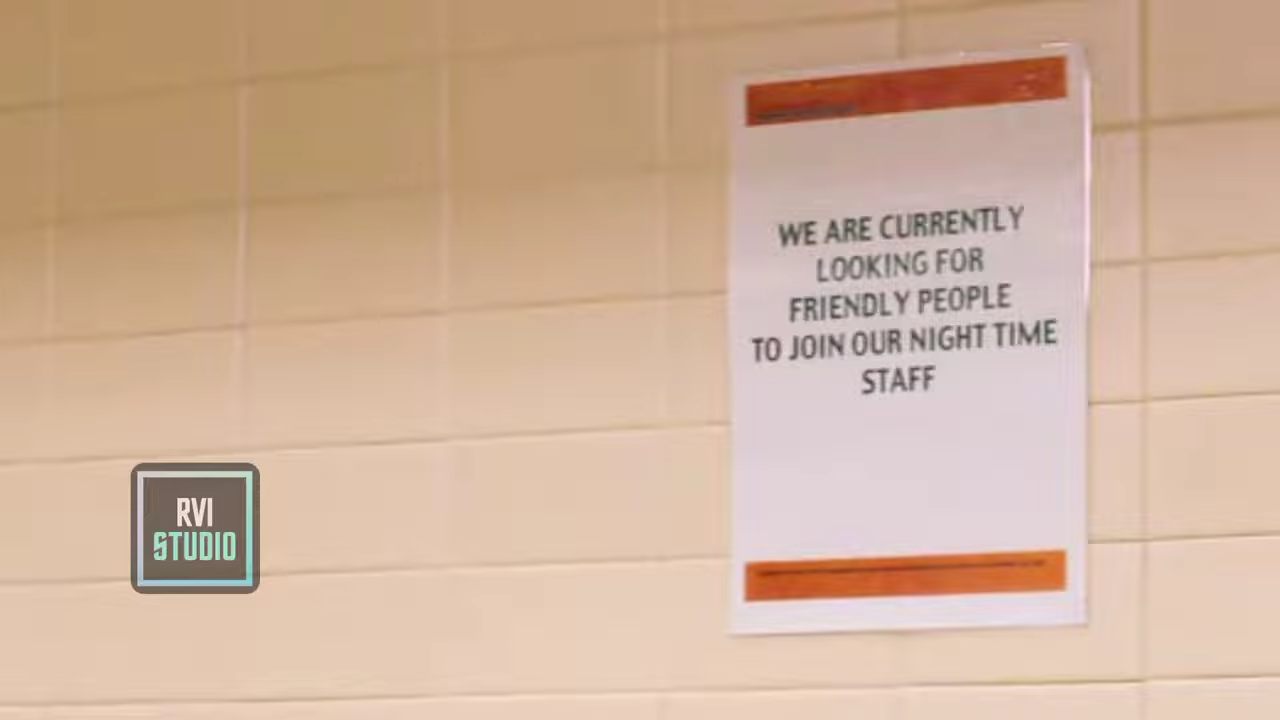 WE ARE CURRENTLY
LOOKING FOR
FRIENDLY PEOPLE
TO JOIN OUR NIGHT TIME
STAFF
RVI
STUDIO